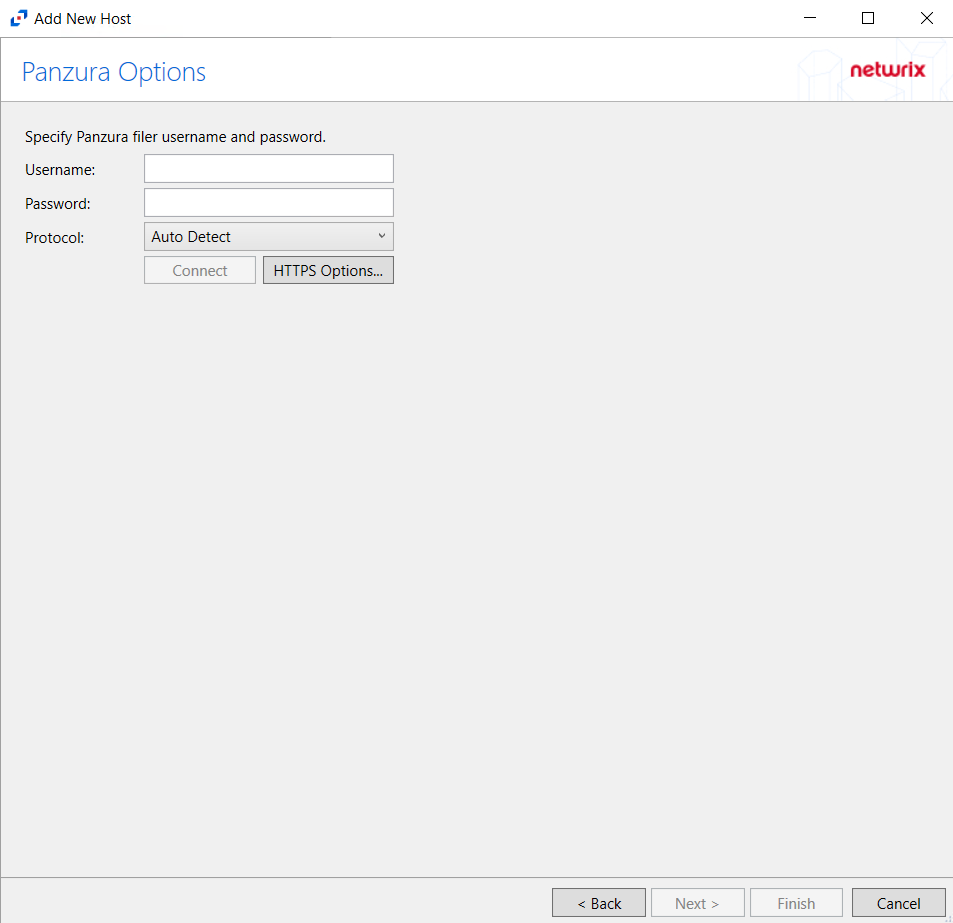 Add New Host
Panzura Options
netwrix
Specify Panzura filer username and password.
Username:
Password:
Protocol: Auto Detect
Connect HTTPS Options...
< Back Next > Finish Cancel